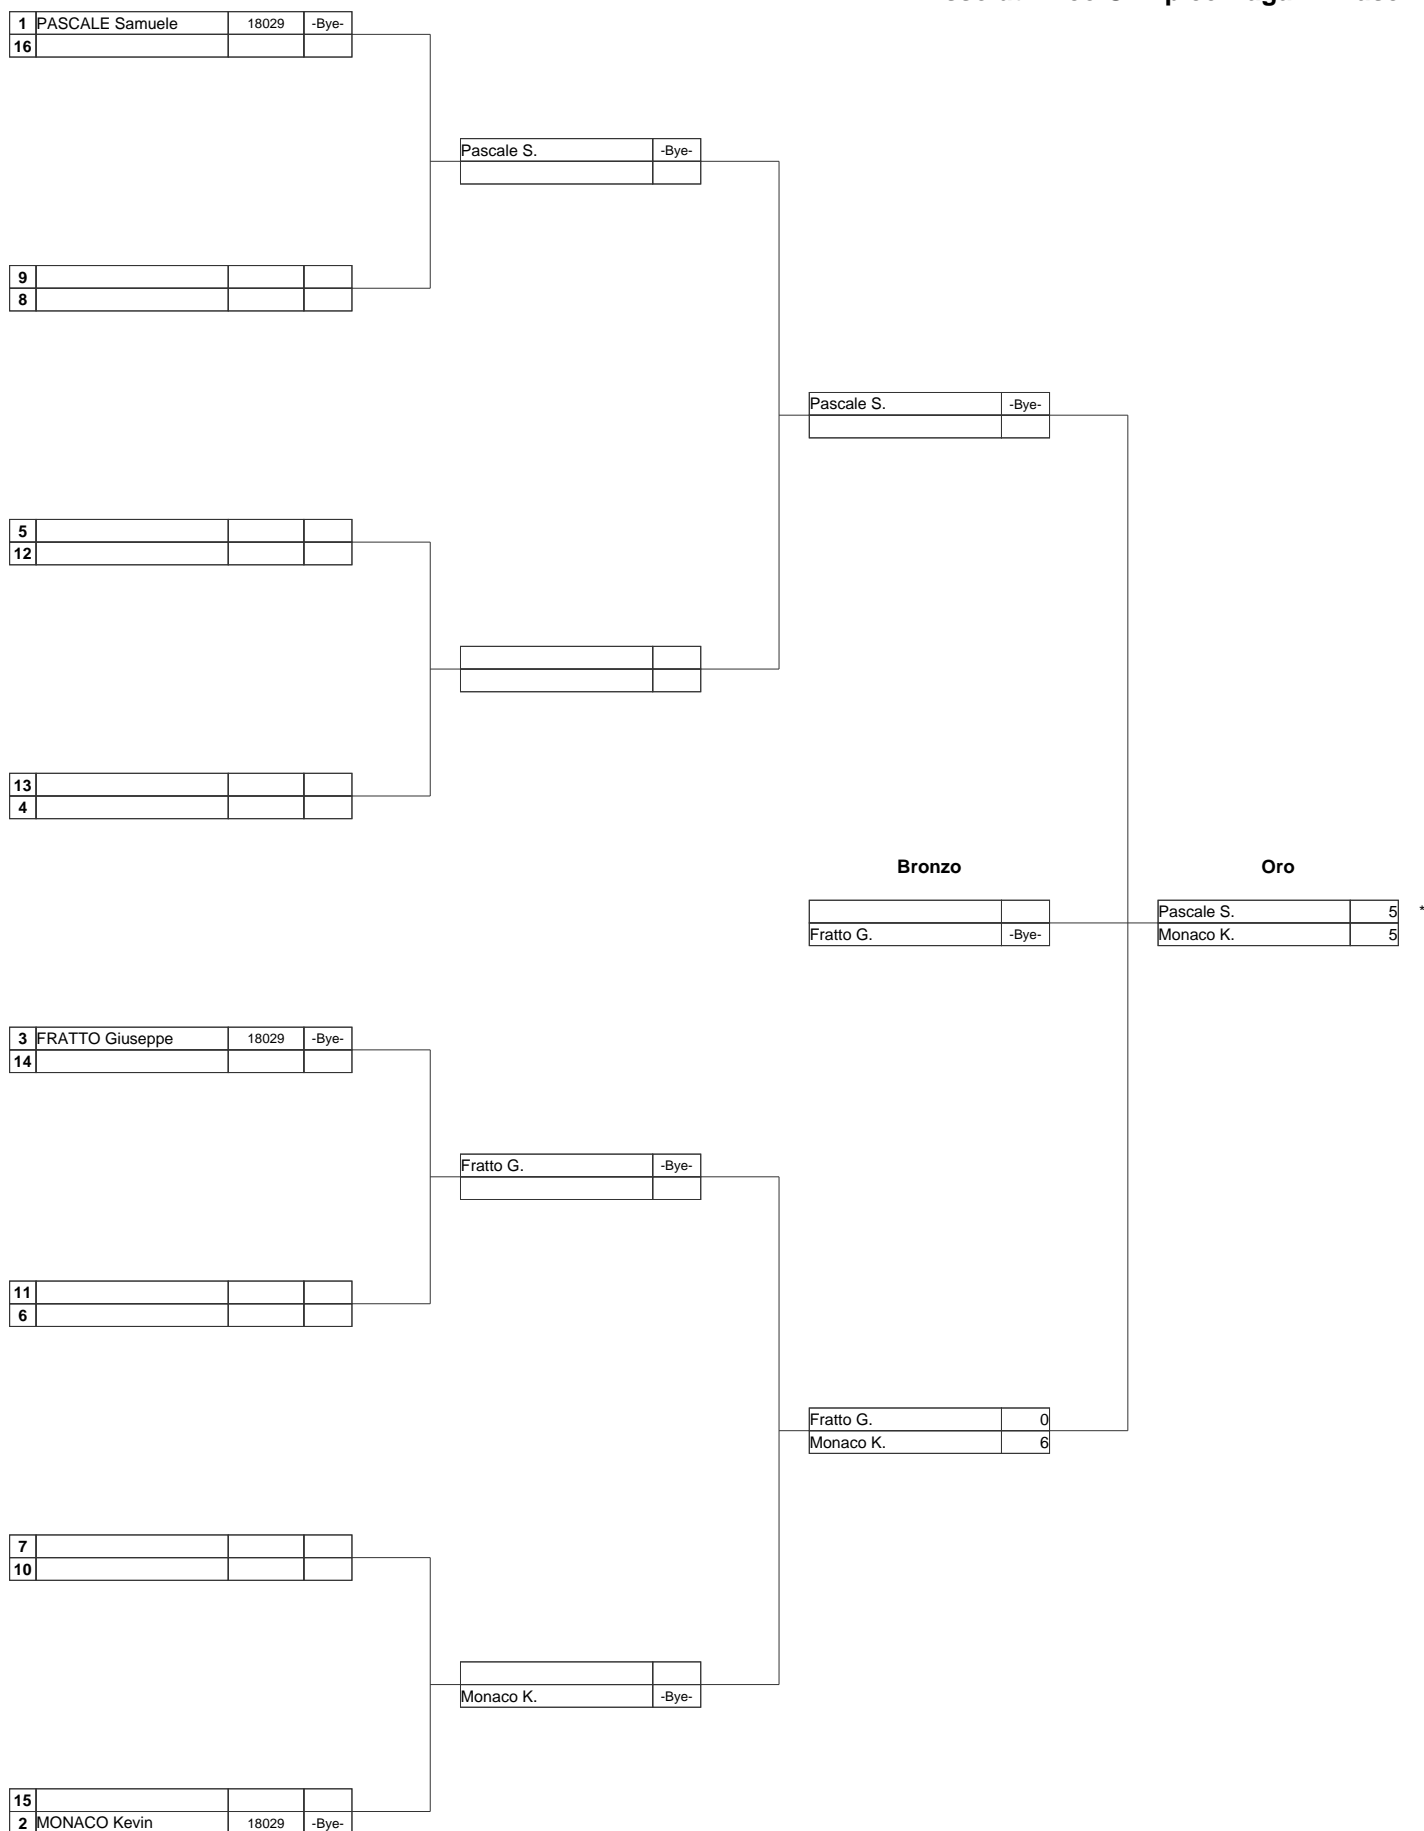 1 PASCALE Samuele 18029 -Bye-
16
Pascale S. -Bye-
9
8
Pascale S. -Bye-
5
12
13
4
Bronzo Oro
Pascale S. 5 *
Fratto G. -Bye- Monaco K. 5
3 FRATTO Giuseppe 18029 -Bye-
14
Fratto G. -Bye-
11
6
Fratto G. 0
Monaco K. 6
7
10
Monaco K. -Bye-
15
2 MONACO Kevin 18029 -Bye-